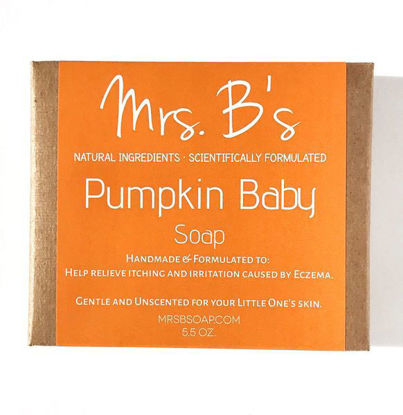 Mrs. B's
NATURAL INGREDIENTS · SCIENTIFICALLY FORMULATED
Pumpkin Baby
Soap
HANDMADE & FORMULATED TO:
HELP RELIEVE ITCHING AND IRRITATION CAUSED BY ECZEMA.
GENTLE AND UNSCENTED FOR YOUR LITTLE ONE'S SKIN.
MRSBSOAP.COM
5.5 OZ.